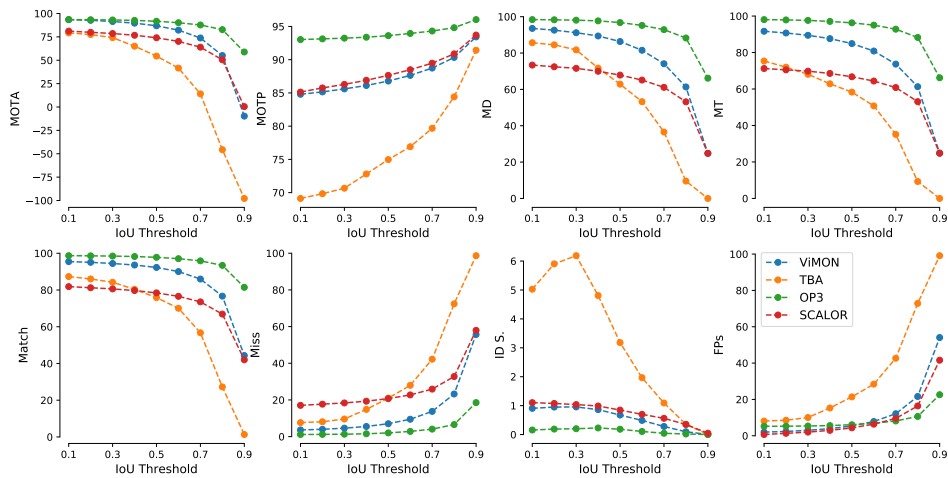 100
75
50
25
0
−25
−50
−75
−100
MOTA
0.1 0.3 0.5 0.7 0.9
IoU Threshold
95
90
85
80
75
70
MOTP
0.1 0.3 0.5 0.7 0.9
IoU Threshold
100
80
60
40
20
0
MD
0.1 0.3 0.5 0.7 0.9
IoU Threshold
100
80
60
40
20
0
MT
0.1 0.3 0.5 0.7 0.9
IoU Threshold
100
80
60
40
20
0
Match
0.1 0.3 0.5 0.7 0.9
IoU Threshold
100
80
60
40
20
0
Miss
0.1 0.3 0.5 0.7 0.9
IoU Threshold
6
5
4
3
2
1
0
ID S.
0.1 0.3 0.5 0.7 0.9
IoU Threshold
100
80
60
40
20
0
FPs
ViMON
TBA
OP3
SCALOR
0.1 0.3 0.5 0.7 0.9
IoU Threshold